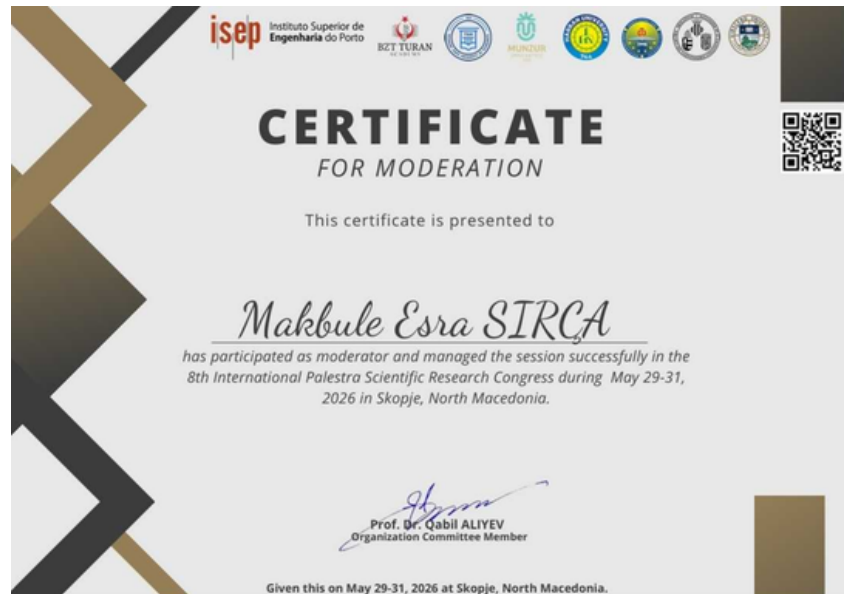 isep Instituto Superior de
Engenharia do Porto
BZT TURAN
ACADEMY
MUNZUR
CERTIFICATE
FOR MODERATION
This certificate is presented to
Makbule Esra SIRÇA
has participated as moderator and managed the session successfully in the
8th International Palestra Scientific Research Congress during May 29-31,
2026 in Skopje, North Macedonia.
Prof. Dr. Qabil ALIYEV
Organization Committee Member
Given this on May 29-31, 2026 at Skopje, North Macedonia.